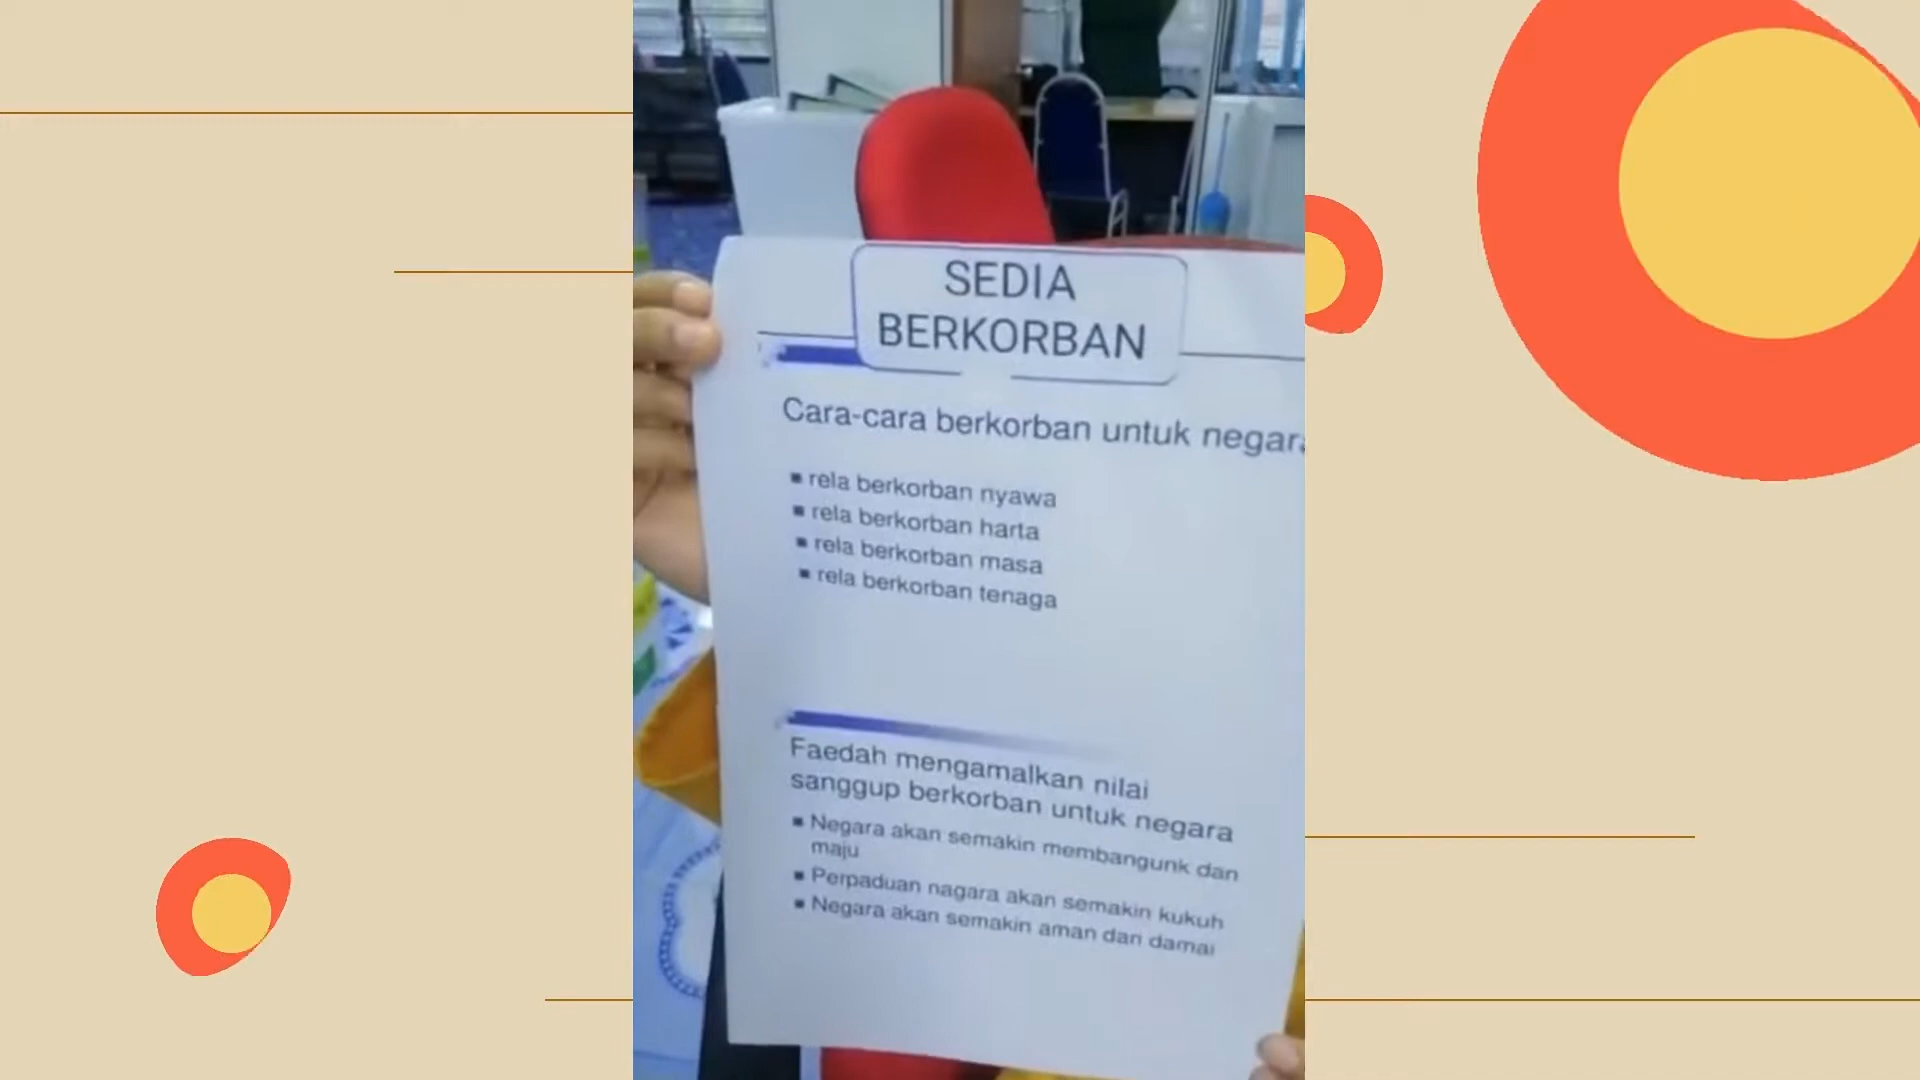 SEDIA
BERKORBAN
Cara-cara berkorban untuk negara
rela berkorban nyawa
rela berkorban harta
rela berkorban masa
rela berkorban tenaga
Faedah mengamalkan nilai
sanggup berkorban untuk negara
Negara akan semakin membangunk dan
maju
Perpaduan nagara akan semakin kukuh
Negara akan semakin aman dan damai